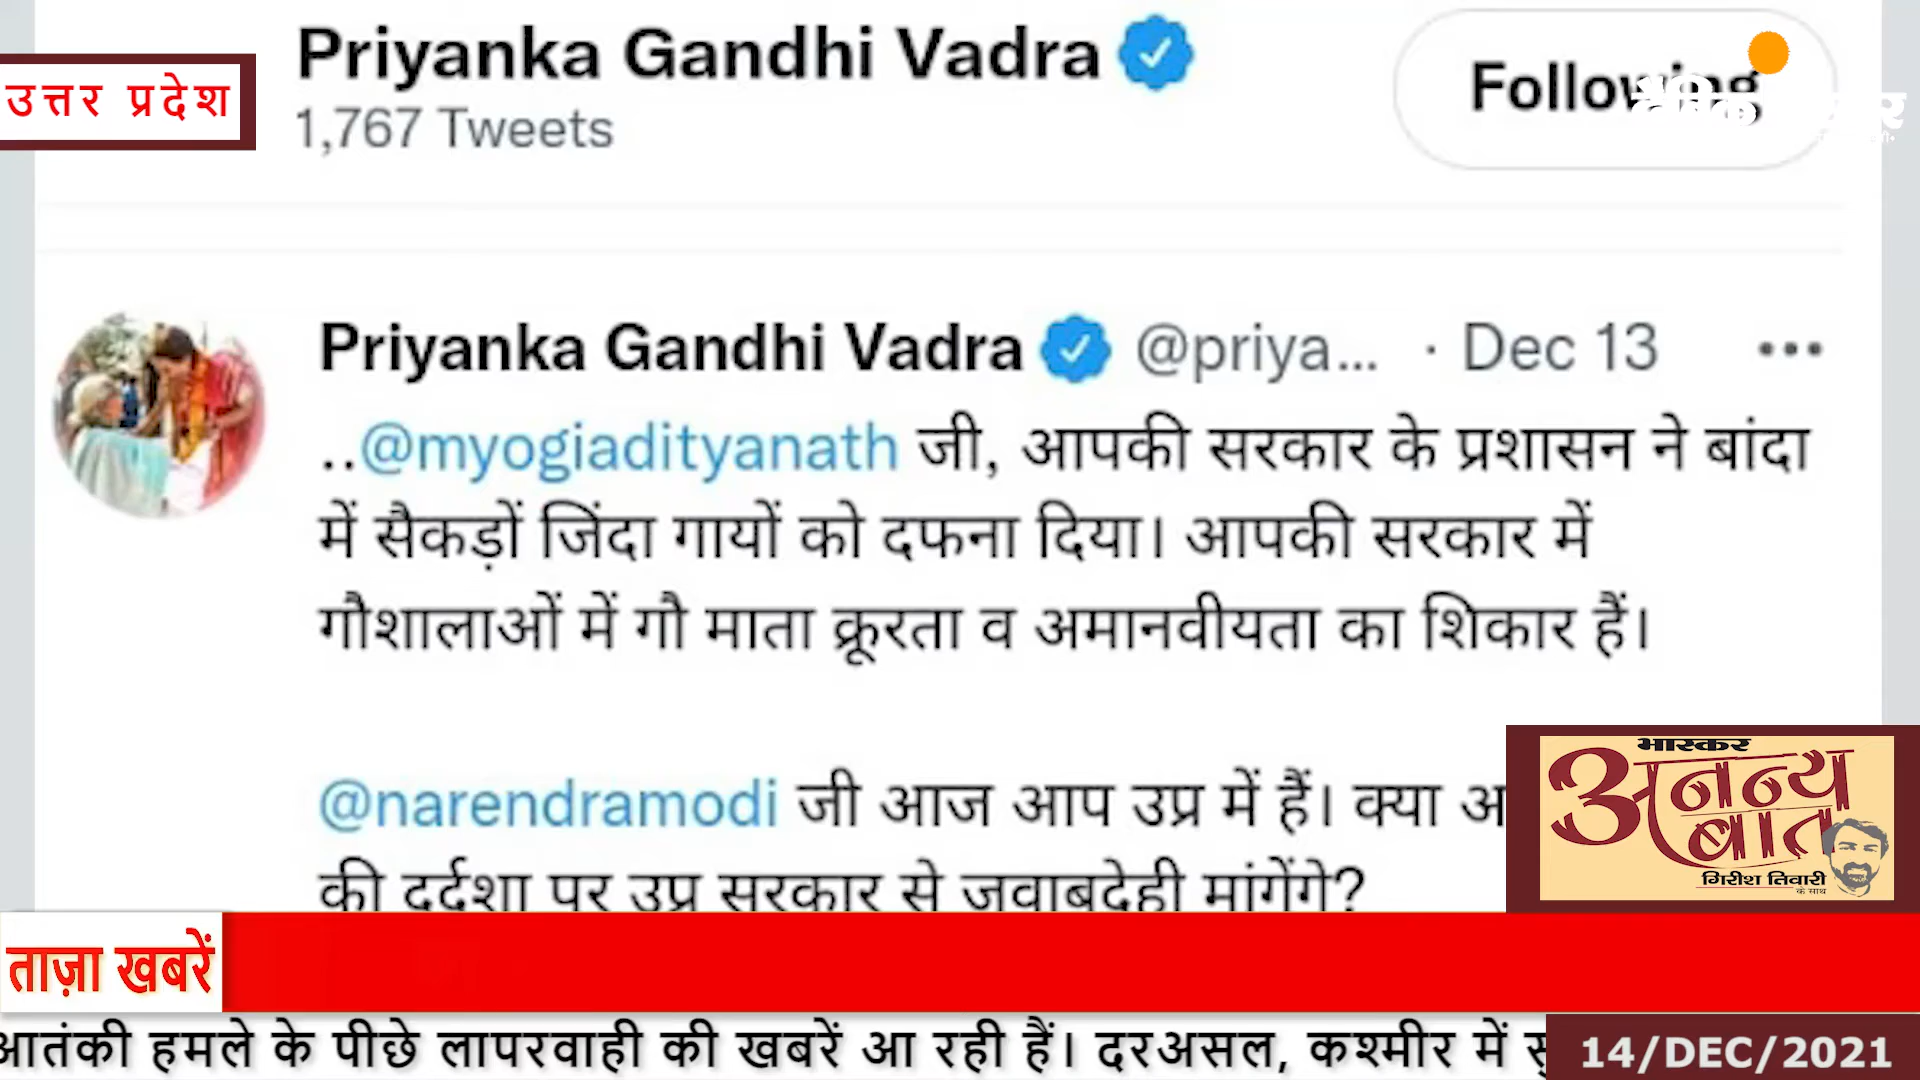 Priyanka Gandhi Vadra
1,767 Tweets
Following
उत्तर प्रदेश
Priyanka Gandhi Vadra @priya... · Dec 13
..@myogiadityanath जी, आपकी सरकार के प्रशासन ने बांदा
में सैकड़ों जिंदा गायों को दफना दिया। आपकी सरकार में
गौशालाओं में गौ माता क्रूरता व अमानवीयता का शिकार हैं।
@narendramodi जी आज आप उप्र में हैं। क्या
की दुर्दशा पर उप्र सरकार से जवाबदेही मांगेंगे?
भास्कर
अनन्य
बात
गिरीश तिवारी
के साथ
ताज़ा खबरें
आतंकी हमले के पीछे लापरवाही की खबरें आ रही हैं। दरअसल, कश्मीर में
14/DEC/2021